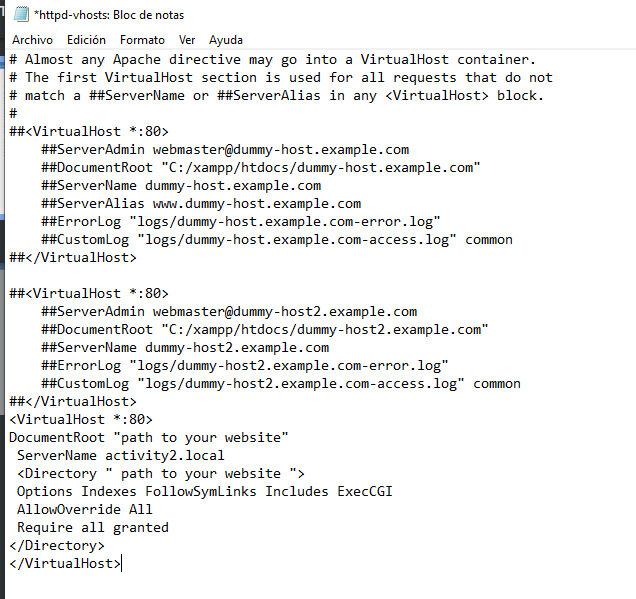 *httpd-vhosts: Bloc de notas
Archivo Edición Formato Ver Ayuda
# Almost any Apache directive may go into a VirtualHost container.
# The first VirtualHost section is used for all requests that do not
# match a ##ServerName or ##ServerAlias in any <VirtualHost> block.
#
##<VirtualHost *:80>
    ##ServerAdmin webmaster@dummy-host.example.com
    ##DocumentRoot "C:/xampp/htdocs/dummy-host.example.com"
    ##ServerName dummy-host.example.com
    ##ServerAlias www.dummy-host.example.com
    ##ErrorLog "logs/dummy-host.example.com-error.log"
    ##CustomLog "logs/dummy-host.example.com-access.log" common
##</VirtualHost>

##<VirtualHost *:80>
    ##ServerAdmin webmaster@dummy-host2.example.com
    ##DocumentRoot "C:/xampp/htdocs/dummy-host2.example.com"
    ##ServerName dummy-host2.example.com
    ##ErrorLog "logs/dummy-host2.example.com-error.log"
    ##CustomLog "logs/dummy-host2.example.com-access.log" common
##</VirtualHost>
<VirtualHost *:80>
DocumentRoot "path to your website"
 ServerName activity2.local
 <Directory " path to your website ">
 Options Indexes FollowSymLinks Includes ExecCGI
 AllowOverride All
 Require all granted
</Directory>
</VirtualHost>